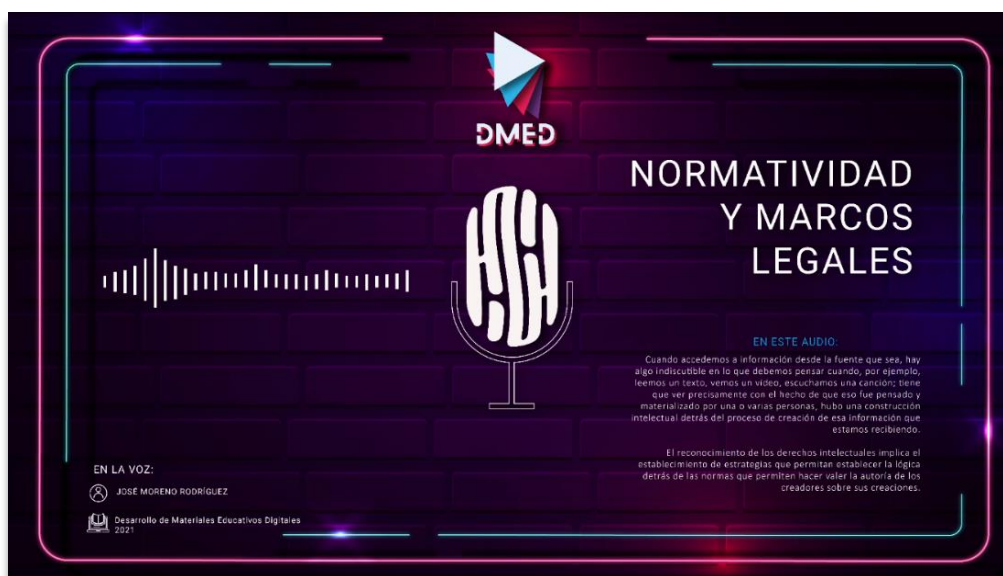 DMED
NORMATIVIDAD
Y MARCOS
LEGALES
EN ESTE AUDIO:
Cuando accedemos a información desde la fuente que sea, hay
algo indiscutible en lo que debemos pensar cuando, por ejemplo,
leemos un texto, vemos un video, escuchamos una canción; tiene
que ver precisamente con el hecho de que eso fue pensado y
materializado por una o varias personas, hubo una construcción
intelectual detrás del proceso de creación de esa información que
estamos recibiendo.
El reconocimiento de los derechos intelectuales implica el
establecimiento de estrategias que permitan establecer la lógica
detrás de las normas que permiten hacer valer la autoría de los
creadores sobre sus creaciones.
EN LA VOZ:
JOSÉ MORENO RODRÍGUEZ
Desarrollo de Materiales Educativos Digitales
2021